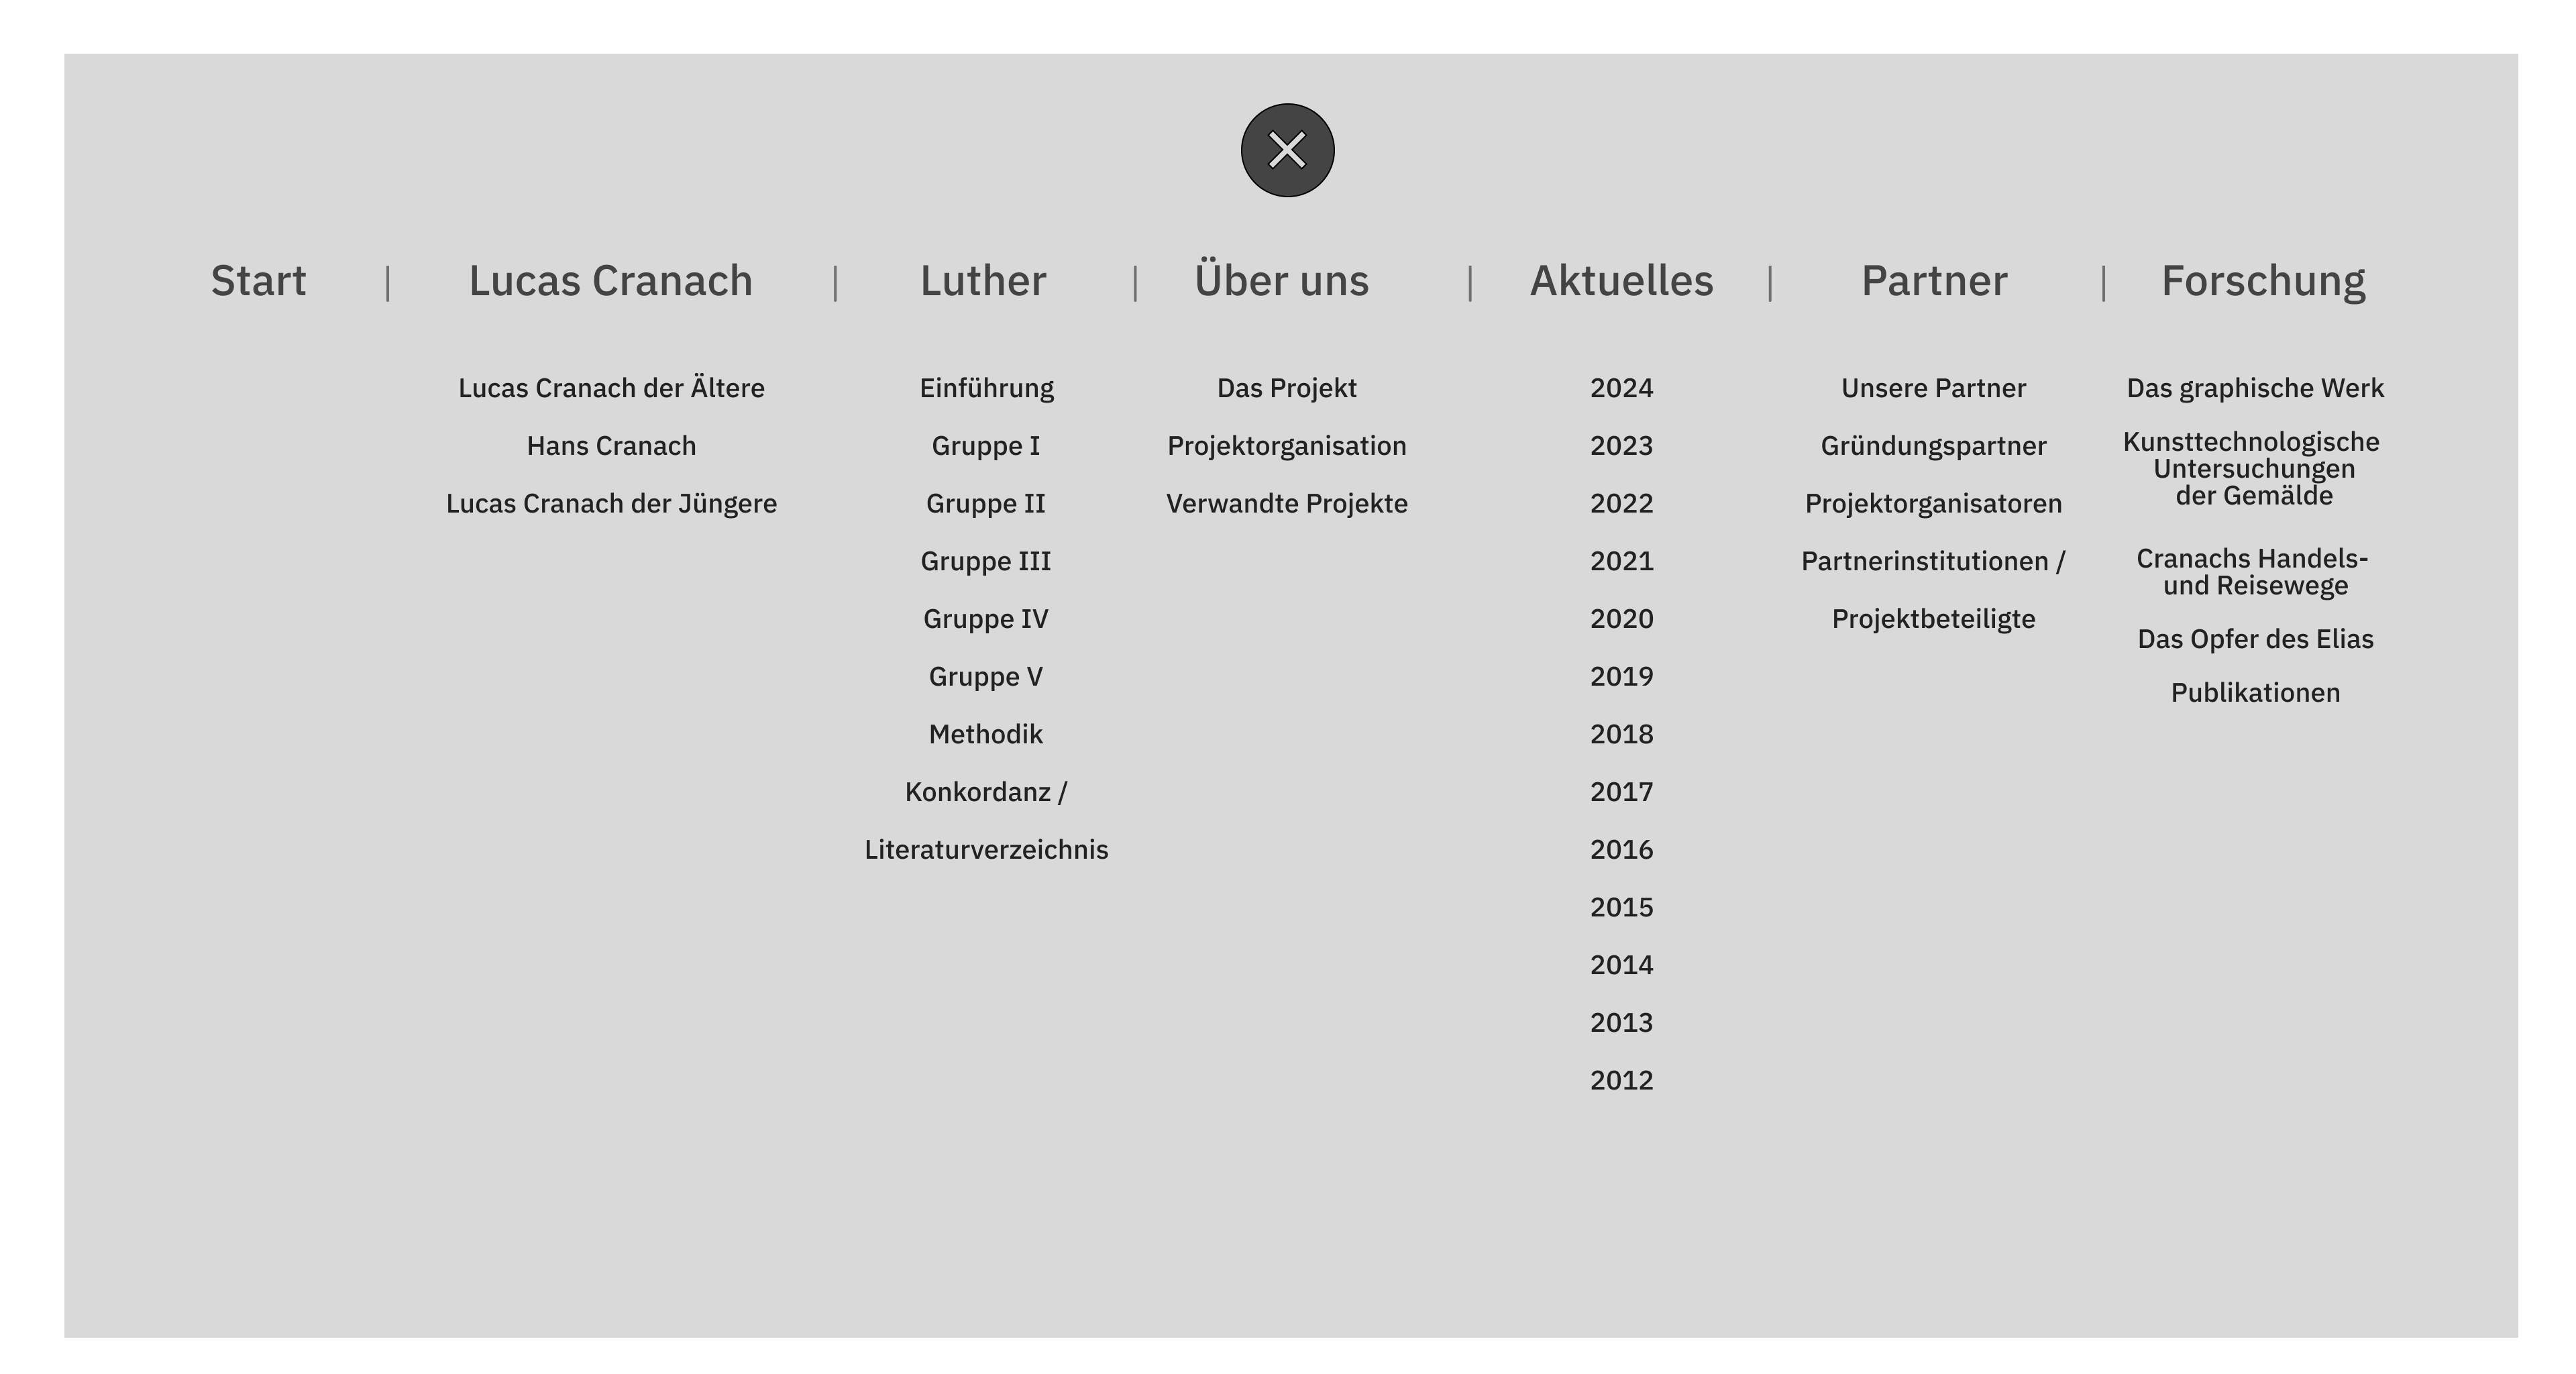 Start | Lucas Cranach | Luther | Über uns | Aktuelles | Partner | Forschung
Lucas Cranach der Ältere
Hans Cranach
Lucas Cranach der Jüngere
Einführung
Gruppe I
Gruppe II
Gruppe III
Gruppe IV
Gruppe V
Methodik
Konkordanz /
Literaturverzeichnis
Das Projekt
Projektorganisation
Verwandte Projekte
2024
2023
2022
2021
2020
2019
2018
2017
2016
2015
2014
2013
2012
Unsere Partner
Gründungspartner
Projektorganisatoren
Partnerinstitutionen /
Projektbeteiligte
Das graphische Werk
Kunsttechnologische
Untersuchungen
der Gemälde
Cranachs Handels-
und Reisewege
Das Opfer des Elias
Publikationen